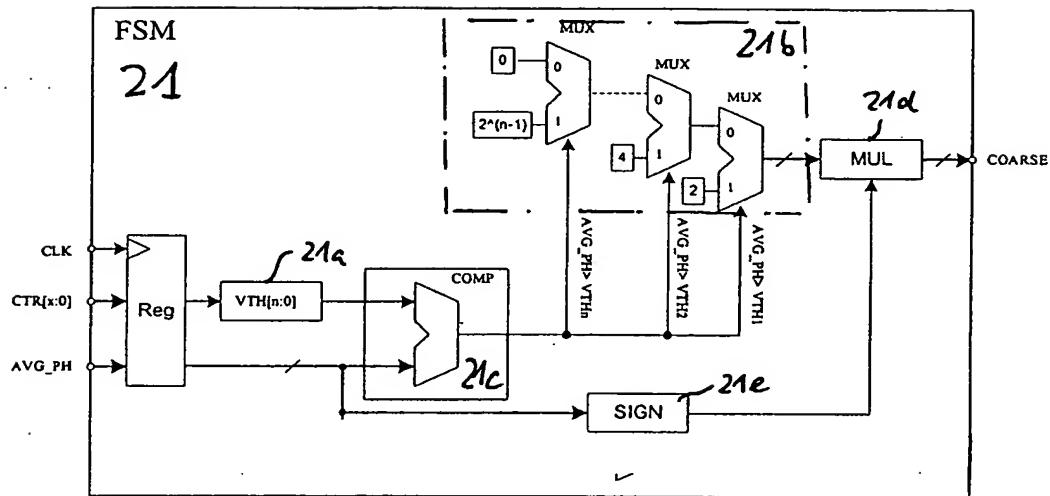 FSM
21
MUX
21b
0
0
2^(n-1)
1
MUX
0
4
1
MUX
0
2
1
21d
MUL
COARSE
AVG_PH> VTHn
AVG_PH> VTH2
AVG_PH> VTH1
CLK
CTR[x:0]
AVG_PH
Reg
21a
VTH[n:0]
COMP
21c
21e
SIGN